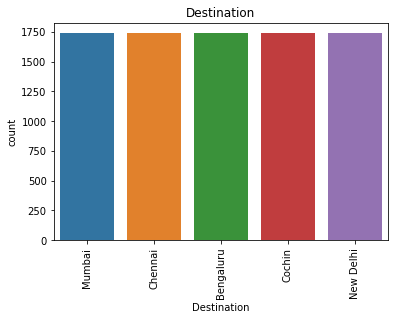 Destination
1750
1500
1250
1000
750
500
250
0
count
Mumbai
Chennai
Bengaluru
Cochin
New Delhi
Destination